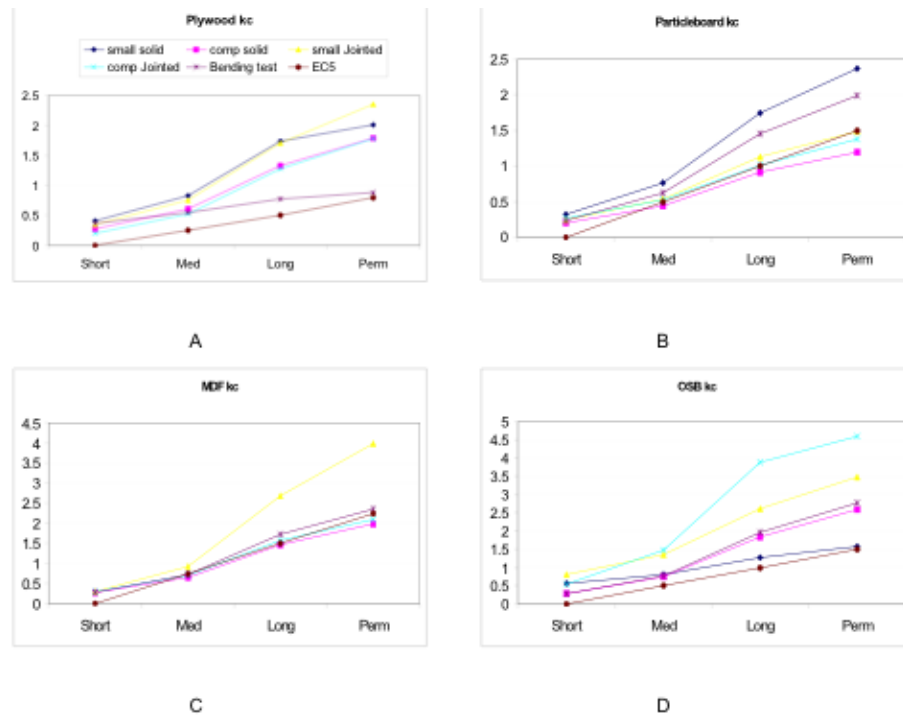 Plywood kc
small solid comp solid small Jointed
comp Jointed Bending test EC5
2.5
2
1.5
1
0.5
0
Short Med Long Perm
A
Particleboard kc
2.5
2
1.5
1
0.5
0
Short Med Long Perm
B
MDF kc
4.5
4
3.5
3
2.5
2
1.5
1
0.5
0
Short Med Long Perm
C
OSB kc
5
4.5
4
3.5
3
2.5
2
1.5
1
0.5
0
Short Med Long Perm
D